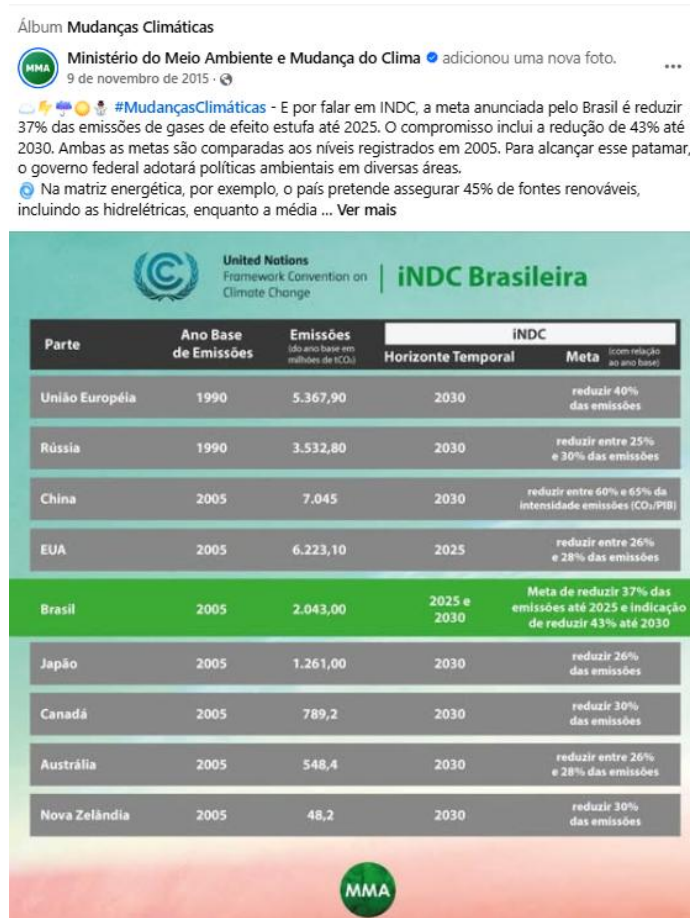 Álbum Mudanças Climáticas
MMA
Ministério do Meio Ambiente e Mudança do Clima adicionou uma nova foto.
9 de novembro de 2015 ·
#MudançasClimáticas - E por falar em INDC, a meta anunciada pelo Brasil é reduzir
37% das emissões de gases de efeito estufa até 2025. O compromisso inclui a redução de 43% até
2030. Ambas as metas são comparadas aos níveis registrados em 2005. Para alcançar esse patamar,
o governo federal adotará políticas ambientais em diversas áreas.
Na matriz energética, por exemplo, o país pretende assegurar 45% de fontes renováveis,
incluindo as hidrelétricas, enquanto a média ... Ver mais
United Nations
Framework Convention on
Climate Change
iNDC Brasileira
Parte
Ano Base
de Emissões
Emissões
(do ano base em
milhões de tCO₂)
iNDC
Horizonte Temporal
Meta (com relação
ao ano base)
União Européia 1990 5.367,90 2030 reduzir 40%
das emissões
Rússia 1990 3.532,80 2030 reduzir entre 25%
e 30% das emissões
China 2005 7.045 2030 reduzir entre 60% e 65% da
intensidade emissões (CO₂/PIB)
EUA 2005 6.223,10 2025 reduzir entre 26%
e 28% das emissões
Brasil 2005 2.043,00 2025 e
2030
Meta de reduzir 37% das
emissões até 2025 e indicação
de reduzir 43% até 2030
Japão 2005 1.261,00 2030 reduzir 26%
das emissões
Canadá 2005 789,2 2030 reduzir 30%
das emissões
Austrália 2005 548,4 2030 reduzir entre 26%
e 28% das emissões
Nova Zelândia 2005 48,2 2030 reduzir 30%
das emissões
MMA